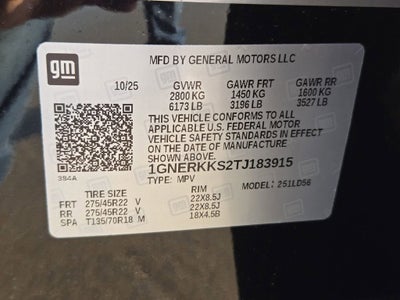 gm
MFD BY GENERAL MOTORS LLC
10/25 GVWR GAWR FRT GAWR RR
2800 KG 1450 KG 1600 KG
6173 LB 3196 LB 3527 LB
THIS VEHICLE CONFORMS TO ALL
APPLICABLE U.S. FEDERAL MOTOR
VEHICLE SAFETY STANDARDS IN EFFECT
ON THE DATE OF MANUFACTURE
SHOWN ABOVE.
1GNERKKS2TJ183915
384A TYPE: MPV MODEL: 251LD56
TIRE SIZE RIM
FRT 275/45R22 V 22X8.5J
RR 275/45R22 V 22X8.5J
SPA T135/70R18 M 18X4.5B